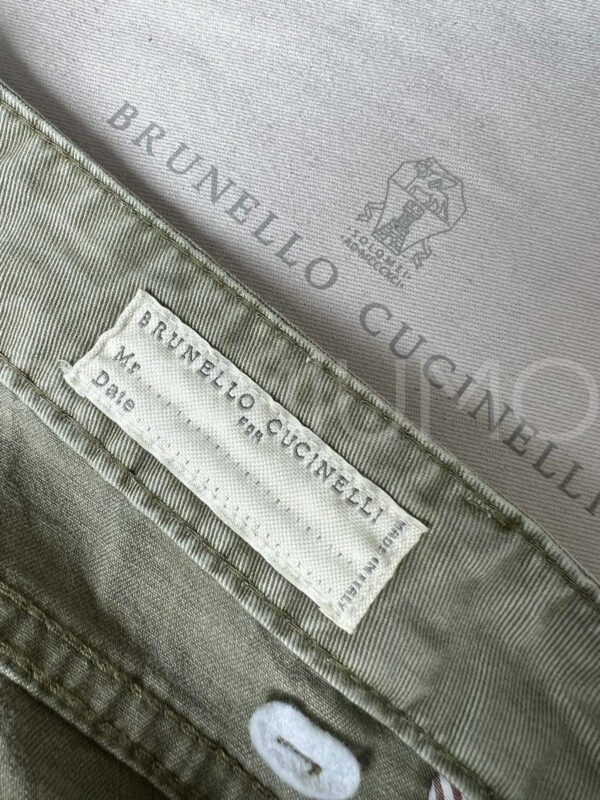 BRUNELLO CUCINELLI
SOLOMEI
BRUNELLO CUCINELLI
FOR
Mr.
Date
MADE IN ITALY